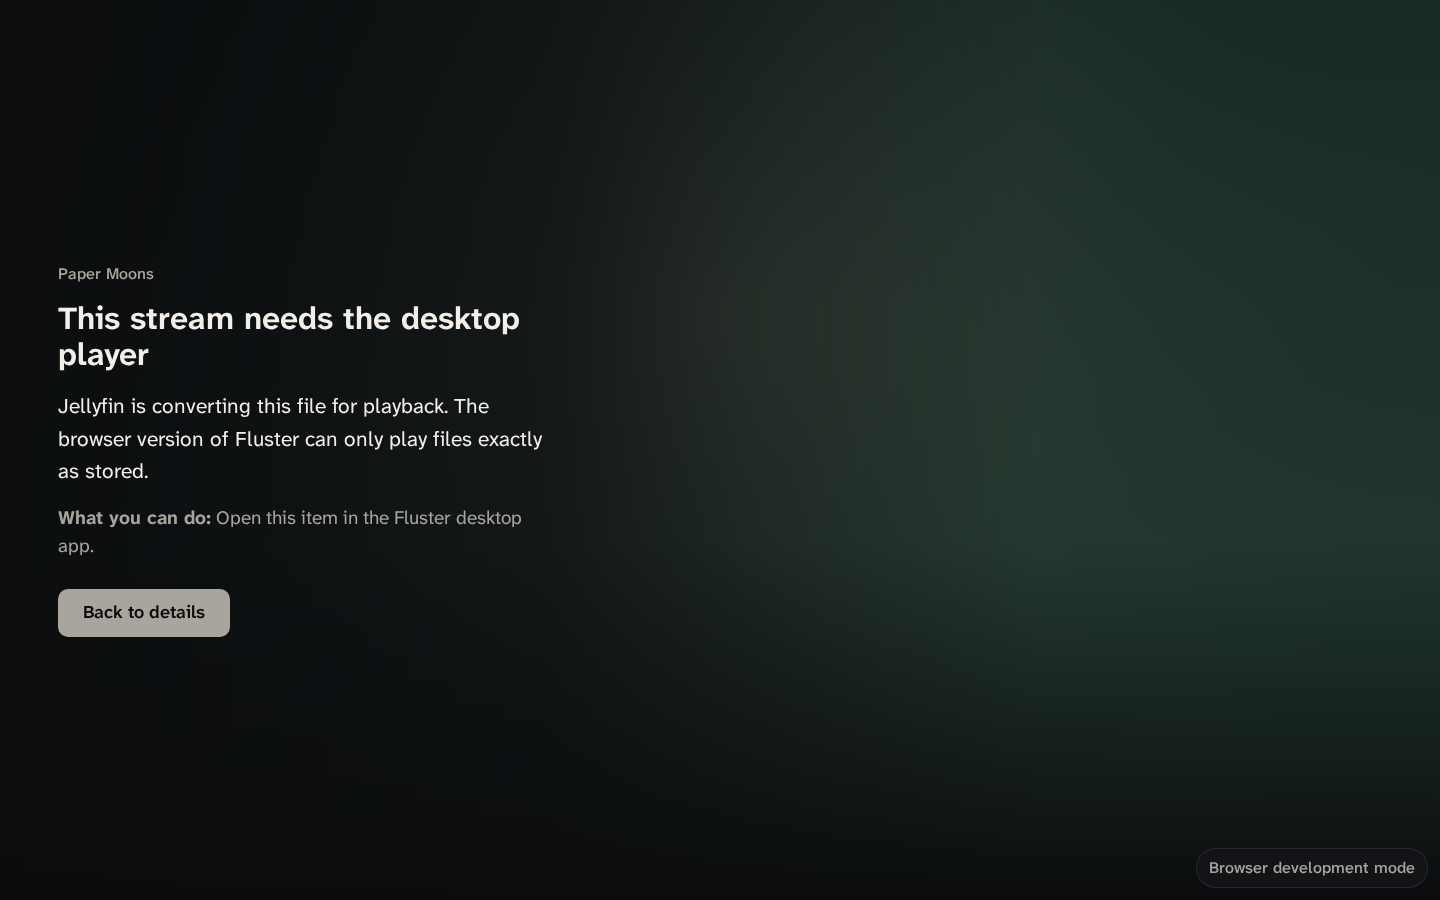 Paper Moons
This stream needs the desktop
player
Jellyfin is converting this file for playback. The
browser version of Fluster can only play files exactly
as stored.
What you can do: Open this item in the Fluster desktop
app.
Back to details
Browser development mode